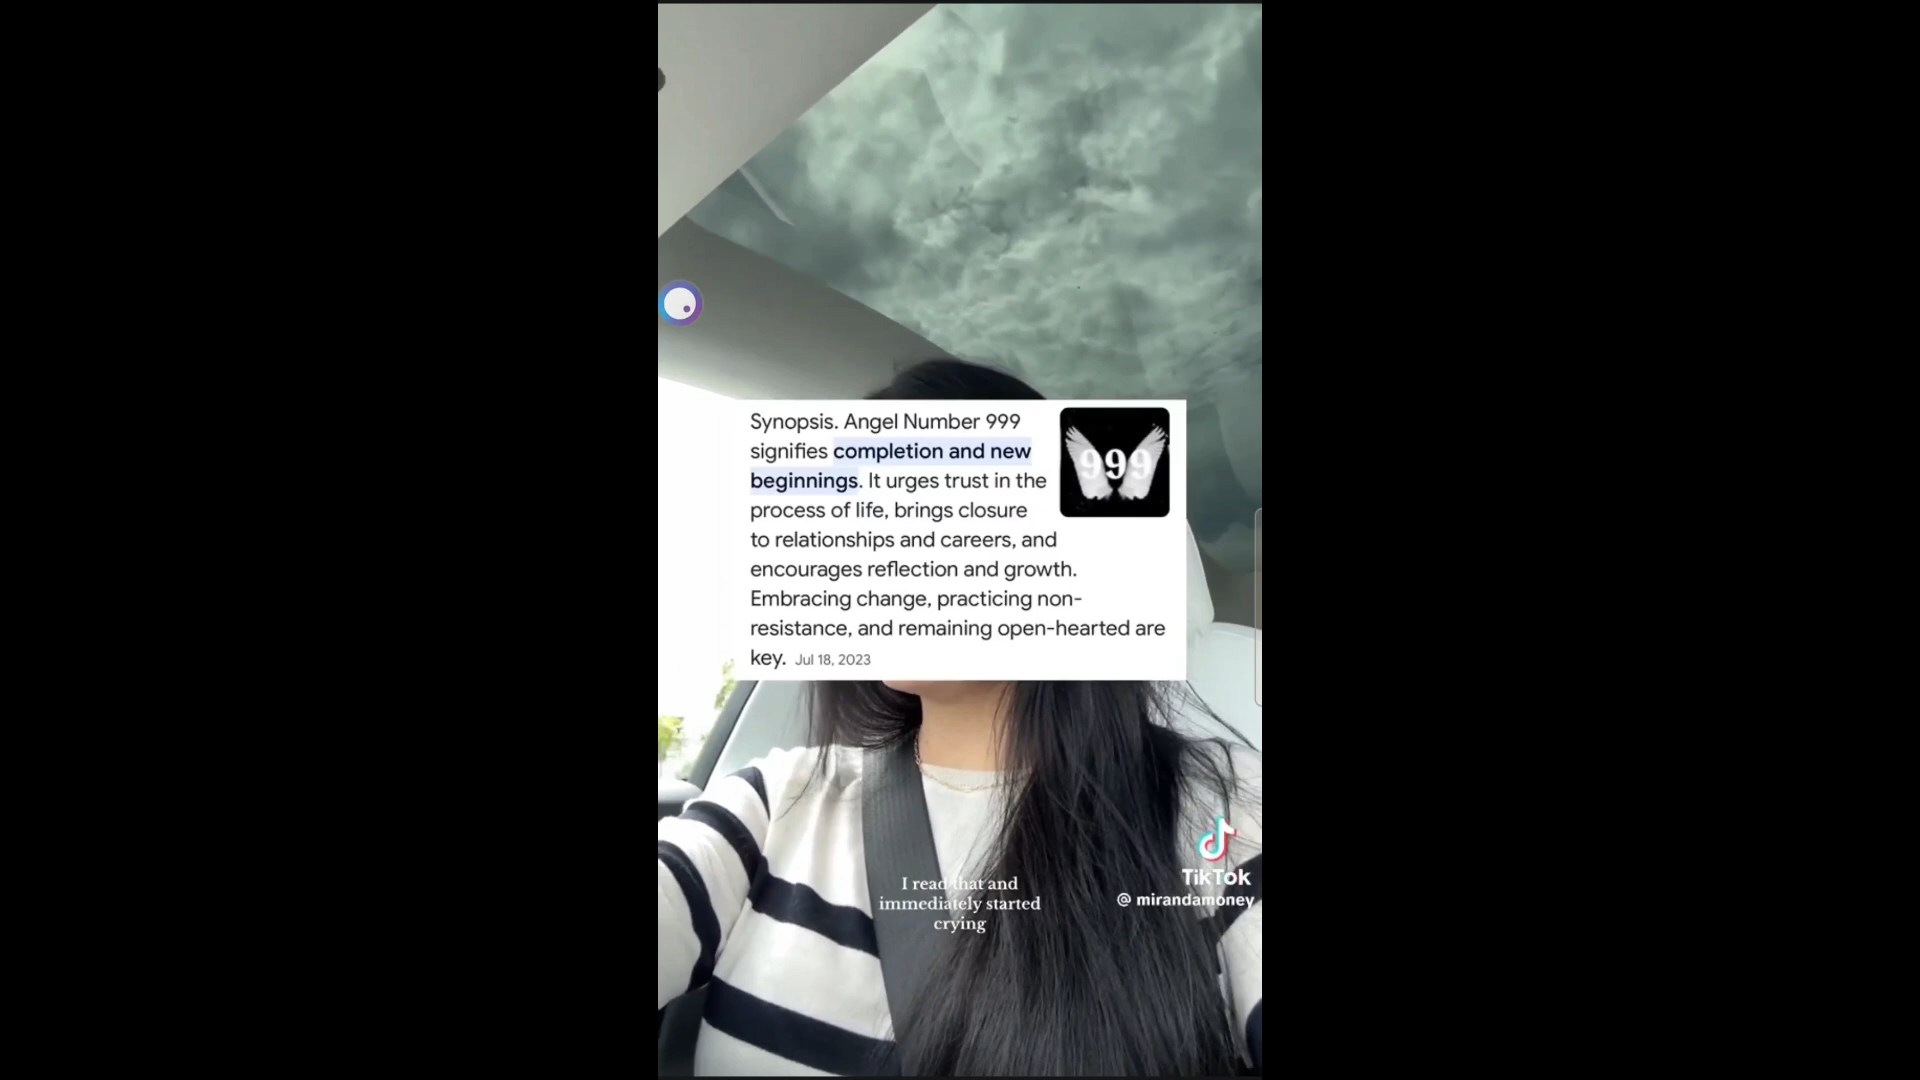 Synopsis. Angel Number 999
signifies completion and new
beginnings. It urges trust in the
process of life, brings closure
to relationships and careers, and
encourages reflection and growth.
Embracing change, practicing non-
resistance, and remaining open-hearted are
key. Jul 18, 2023
999
I read that and
immediately started
crying
TikTok
@ mirandamoney